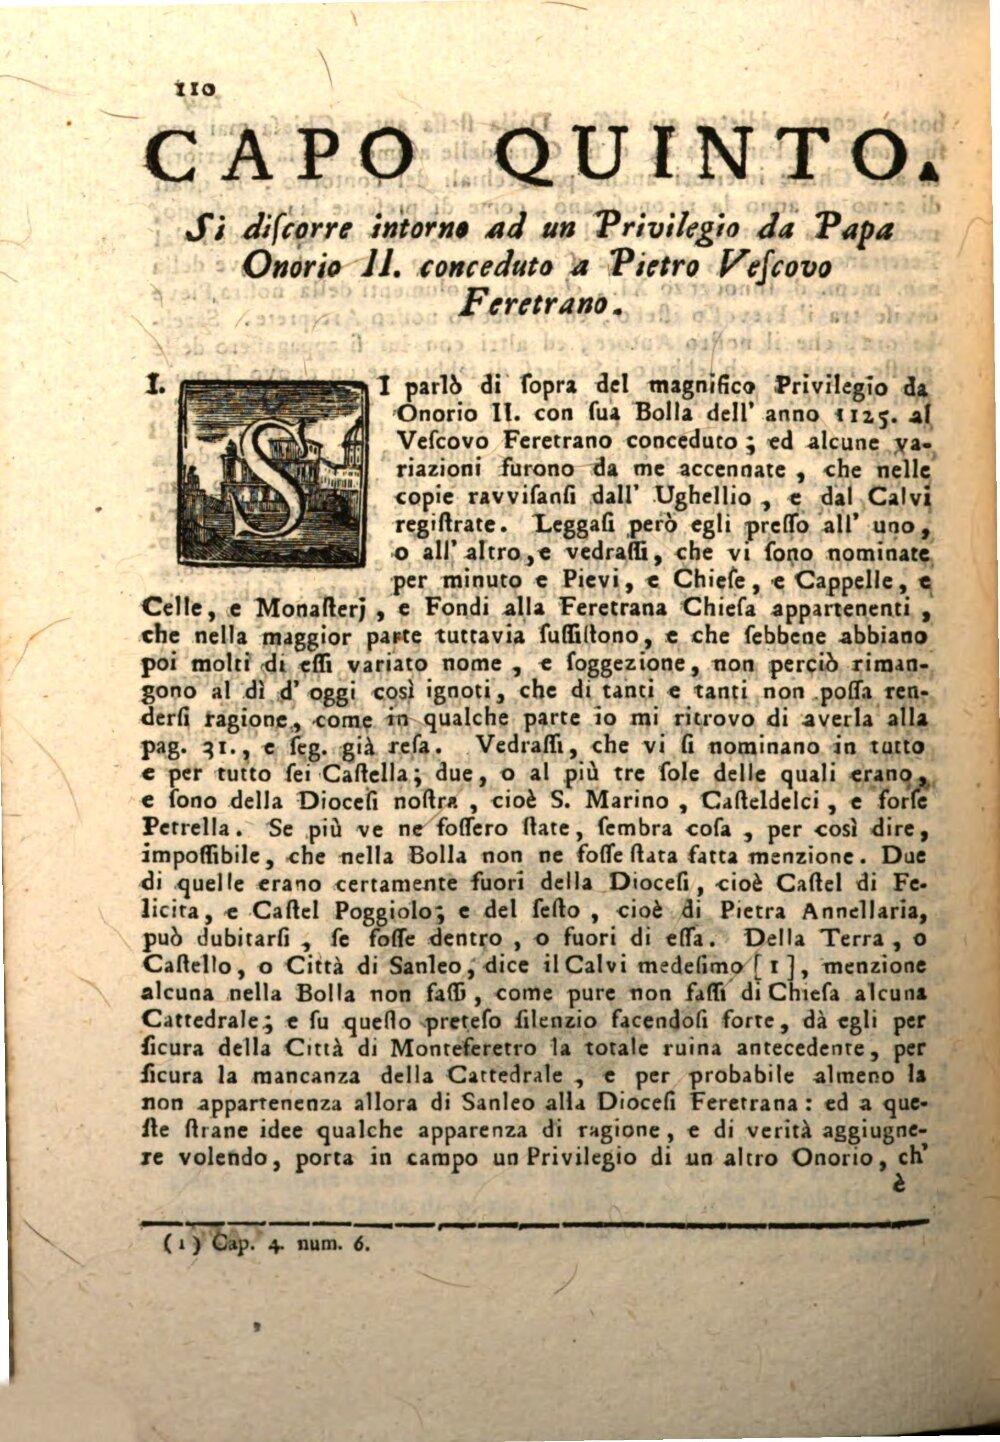 110
CAPO QUINTO.
Si diſcorre intorno ad un Privilegio da Papa
Onorio II. conceduto a Pietro Veſcovo
Feretrano.
I. SI parlò di ſopra del magnifico Privilegio da
Onorio II. con ſua Bolla dell' anno 1125. al
Veſcovo Feretrano conceduto; ed alcune va-
riazioni furono da me accennate, che nelle
copie ravviſanſi dall' Ughellio, e dal Calvi
regiſtrate. Leggaſi però egli preſſo all' uno,
o all' altro, e vedraſſi, che vi ſono nominate
per minuto e Pievi, e Chieſe, e Cappelle, e
Celle, e Monaſterj, e Fondi alla Feretrana Chieſa appartenenti,
che nella maggior parte tuttavia ſuſſiſtono, e che ſebbene abbiano
poi molti di eſſi variato nome, e ſoggezione, non perciò riman-
gono al dì d' oggi così ignoti, che di tanti e tanti non poſſa ren-
derſi ragione, come in qualche parte io mi ritrovo di averla alla
pag. 31., e ſeg. già reſa. Vedraſſi, che vi ſi nominano in tutto
e per tutto ſei Caſtella; due, o al più tre ſole delle quali erano,
e ſono della Dioceſi noſtra, cioè S. Marino, Caſteldelci, e forſe
Petrella. Se più ve ne foſſero ſtate, ſembra coſa, per così dire,
impoſſibile, che nella Bolla non ne foſſe ſtata fatta menzione. Due
di quelle erano certamente fuori della Dioceſi, cioè Caſtel di Fe-
licita, e Caſtel Poggiolo; e del ſeſto, cioè di Pietra Annellaria,
può dubitarſi, ſe foſſe dentro, o fuori di eſſa. Della Terra, o
Caſtello, o Città di Sanleo, dice il Calvi medeſimo [1], menzione
alcuna nella Bolla non faſſi, come pure non faſſi di Chieſa alcuna
Cattedrale; e ſu queſto preteſo ſilenzio facendoſi forte, dà egli per
ſicura della Città di Monteferetro la totale ruina antecedente, per
ſicura la mancanza della Cattedrale, e per probabile almeno la
non appartenenza allora di Sanleo alla Dioceſi Feretrana: ed a que-
ſte ſtrane idee qualche apparenza di ragione, e di verità aggiugne-
re volendo, porta in campo un Privilegio di un altro Onorio, ch'
è
(1) Cap. 4. num. 6.